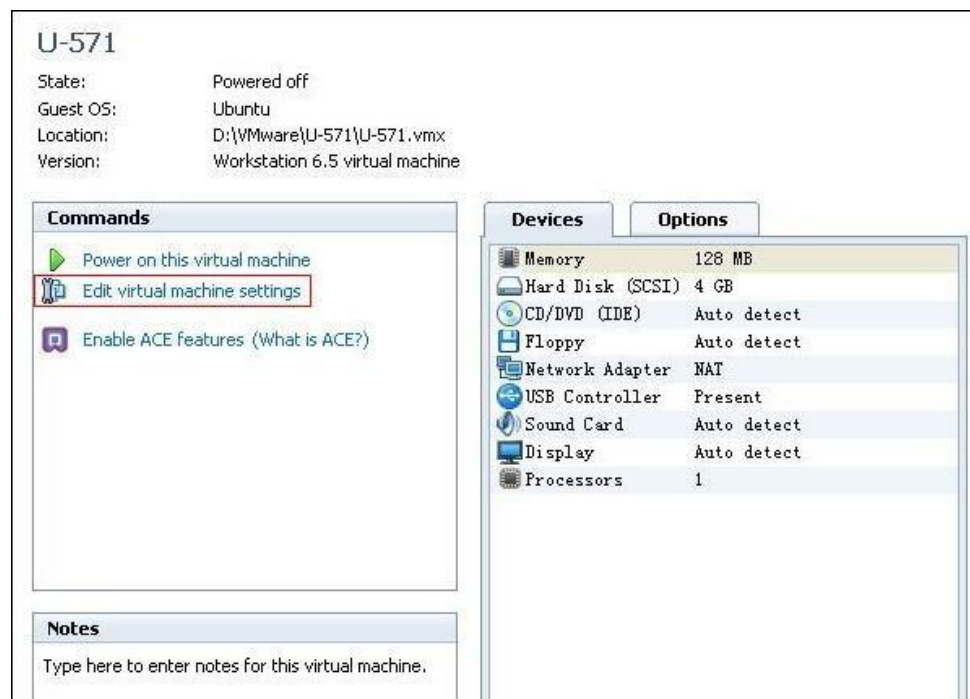 U-571
State: Powered off
Guest OS: Ubuntu
Location: D:\VMware\U-571\U-571.vmx
Version: Workstation 6.5 virtual machine
Commands
Power on this virtual machine
Edit virtual machine settings
Enable ACE features (What is ACE?)
Devices Options
Memory 128 MB
Hard Disk (SCSI) 4 GB
CD/DVD (IDE) Auto detect
Floppy Auto detect
Network Adapter NAT
USB Controller Present
Sound Card Auto detect
Display Auto detect
Processors 1
Notes
Type here to enter notes for this virtual machine.